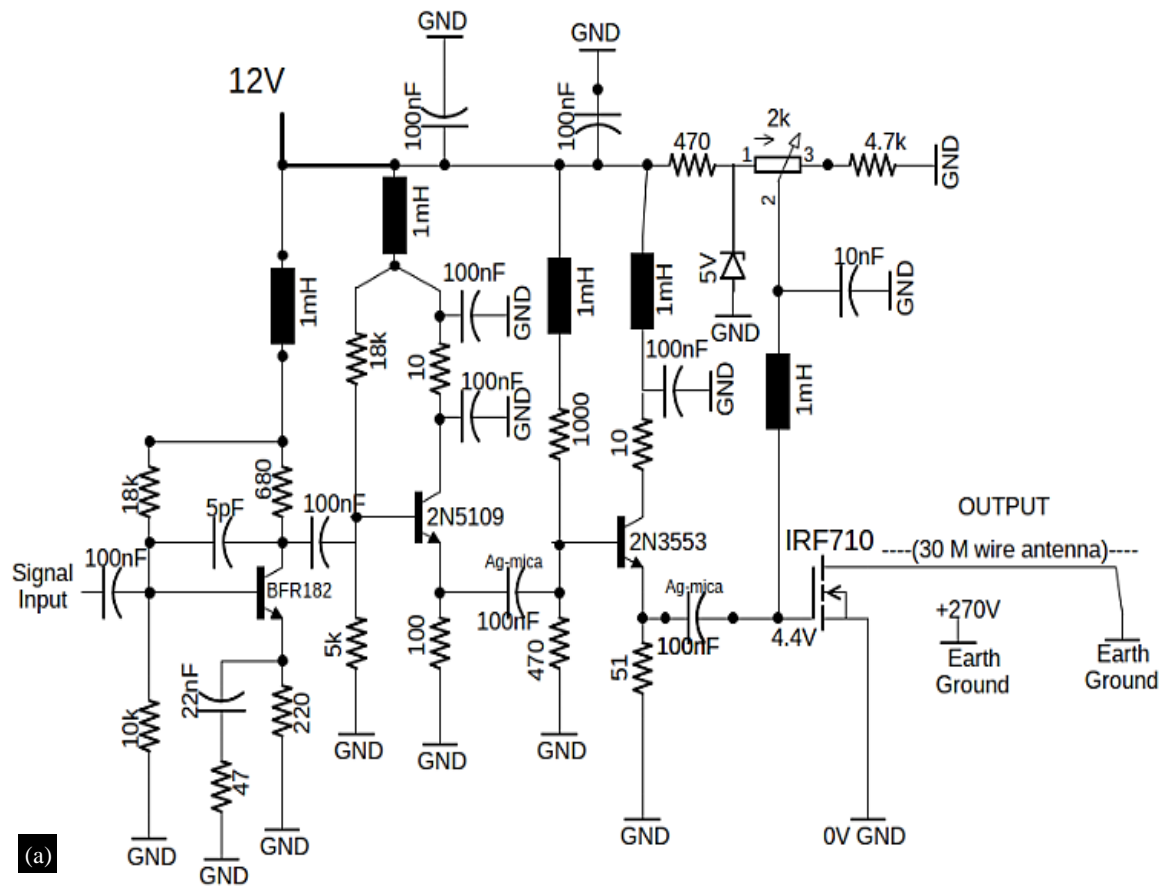 GND
GND
12V
100nF
100nF
2k
470
1
3
4.7k
GND
2
1mH
1mH
100nF
GND
1mH
1mH
5V
GND
10nF
GND
18k
10
100nF
GND
100nF
GND
1mH
1000
10
18k
680
5pF
100nF
2N5109
2N3553
IRF710
OUTPUT
----(30 M wire antenna)----
100nF
Signal
Input
BFR182
Ag-mica
100nF
Ag-mica
100nF
4.4V
+270V
Earth
Ground
Earth
Ground
5k
100
470
51
22nF
220
10k
47
GND
GND
GND
GND
GND
GND
GND
0V GND
(a)